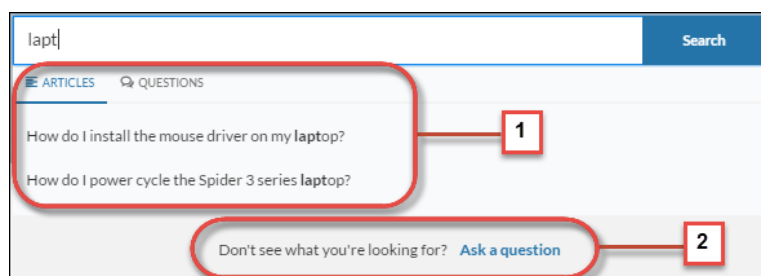 lapt
Search
ARTICLES QUESTIONS
How do I install the mouse driver on my laptop?
1
How do I power cycle the Spider 3 series laptop?
Don't see what you're looking for? Ask a question
2